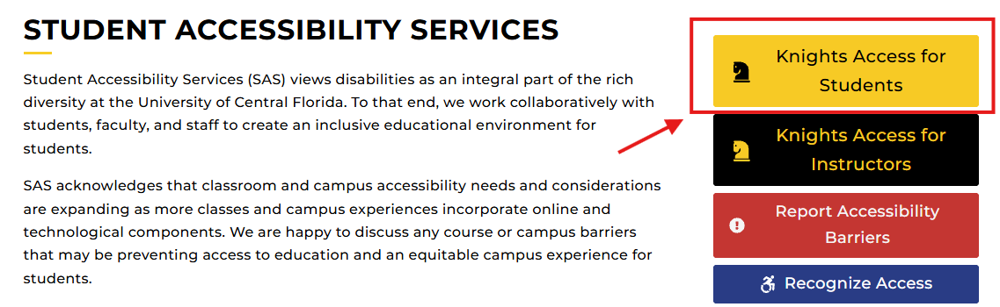 STUDENT ACCESSIBILITY SERVICES
Student Accessibility Services (SAS) views disabilities as an integral part of the rich
diversity at the University of Central Florida. To that end, we work collaboratively with
students, faculty, and staff to create an inclusive educational environment for
students.
SAS acknowledges that classroom and campus accessibility needs and considerations
are expanding as more classes and campus experiences incorporate online and
technological components. We are happy to discuss any course or campus barriers
that may be preventing access to education and an equitable campus experience for
students.
Knights Access for
Students
Knights Access for
Instructors
Report Accessibility
Barriers
Recognize Access